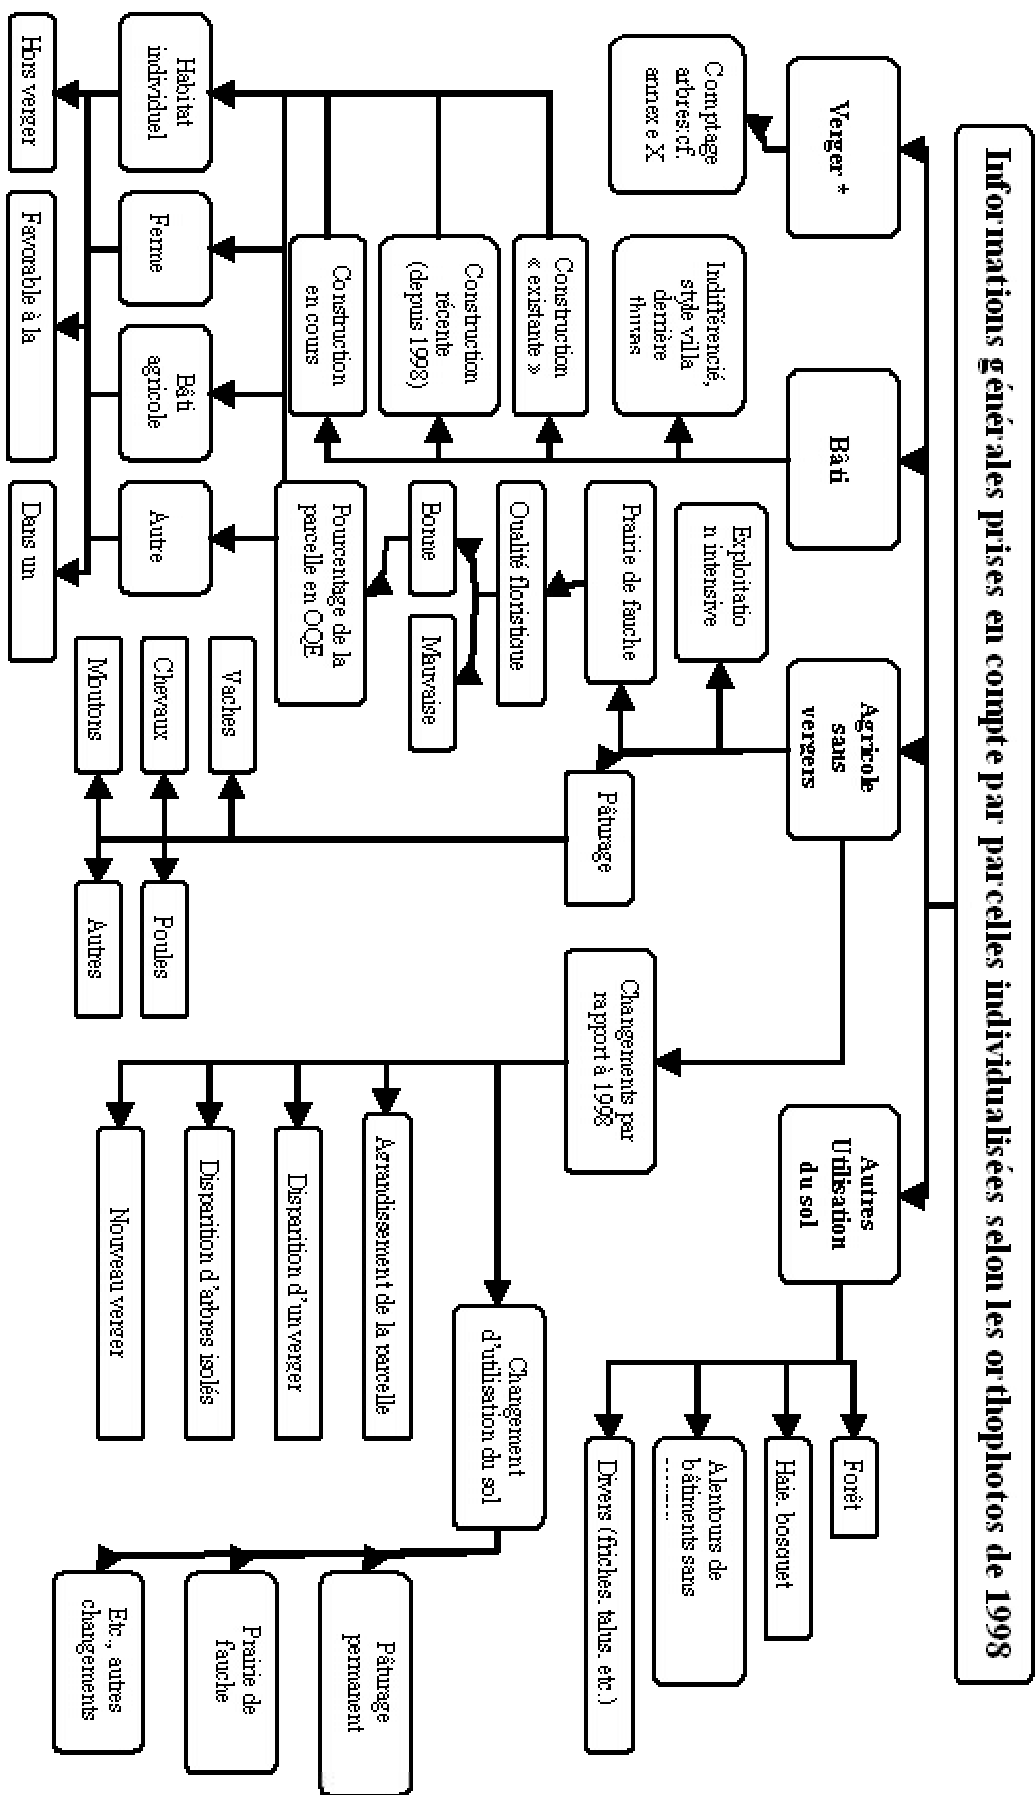 Informations générales prises en compte par parcelles individualisées selon les orthophotos de 1998
Verger *
Bâti
Agricole
sans
vergers
Autres
Utilisation
du sol
Comptage
arbres:cf.
annexe X
Indifférencié,
style villa
derrière
thuyas
Construction
« existante »
Construction
récente
(depuis 1998)
Construction
en cours
Habitat
individuel
Ferme
Bâti
agricole
Autre
Hors verger
Favorable à la
Dans un
Exploitatio
n intensive
Prairie de fauche
Qualité floristique
Bonne
Mauvaise
Pourcentage de la
parcelle en OQE
Pâturage
Vaches
Chevaux
Moutons
Poules
Autres
Changements par
rapport à 1998
Agrandissement de la parcelle
Disparition d'un verger
Disparition d'arbres isolés
Nouveau verger
Changement
d'utilisation du sol
Pâturage
permanent
Prairie de
fauche
Etc., autres
changements
Forêt
Haie, bosquet
Alentours de
bâtiments sans
Divers (friches, talus, etc.)